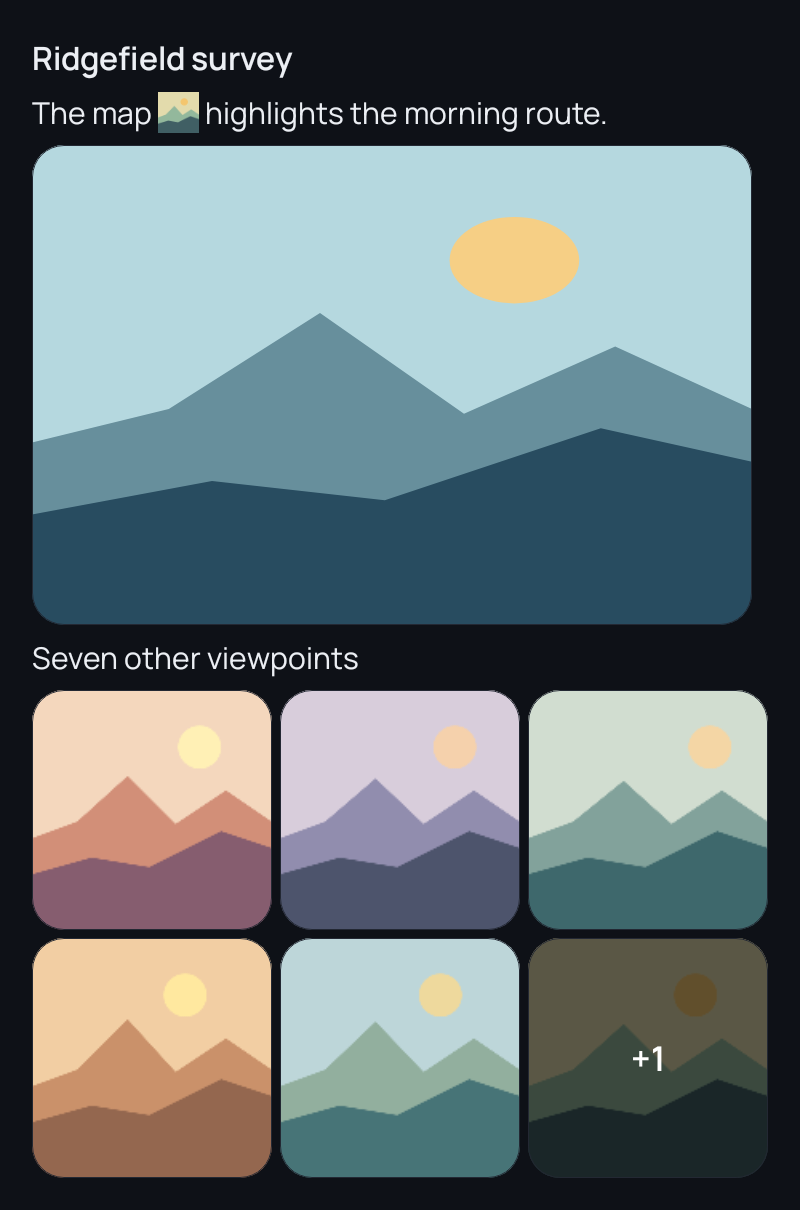 Ridgefield survey
The map highlights the morning route.
Seven other viewpoints
+1